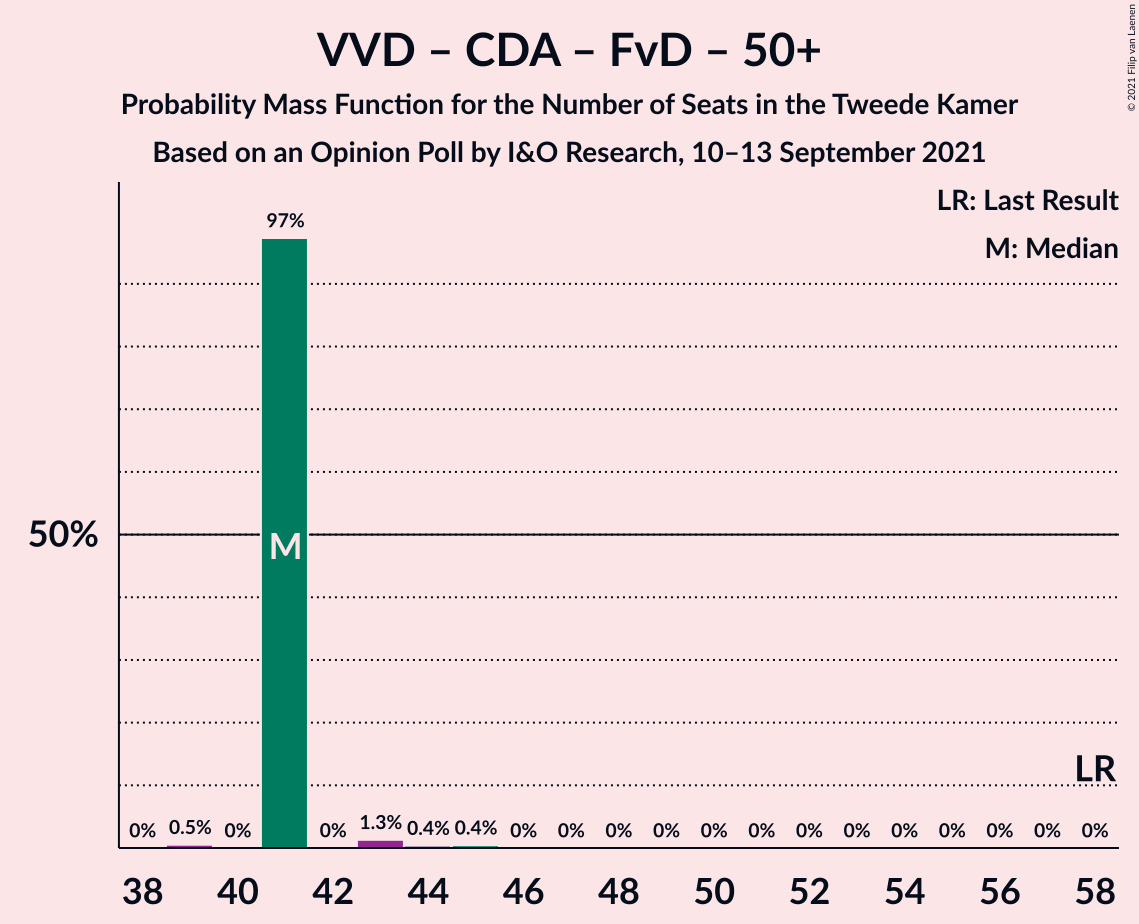 VVD – CDA – FvD – 50+
Probability Mass Function for the Number of Seats in the Tweede Kamer
Based on an Opinion Poll by I&O Research, 10–13 September 2021
© 2021 Filip van Laenen
LR: Last Result
M: Median
97%
50%
M
LR
0% 0.5% 0% 0% 1.3% 0.4% 0.4% 0% 0% 0% 0% 0% 0% 0% 0% 0% 0% 0% 0% 0%
38 40 42 44 46 48 50 52 54 56 58